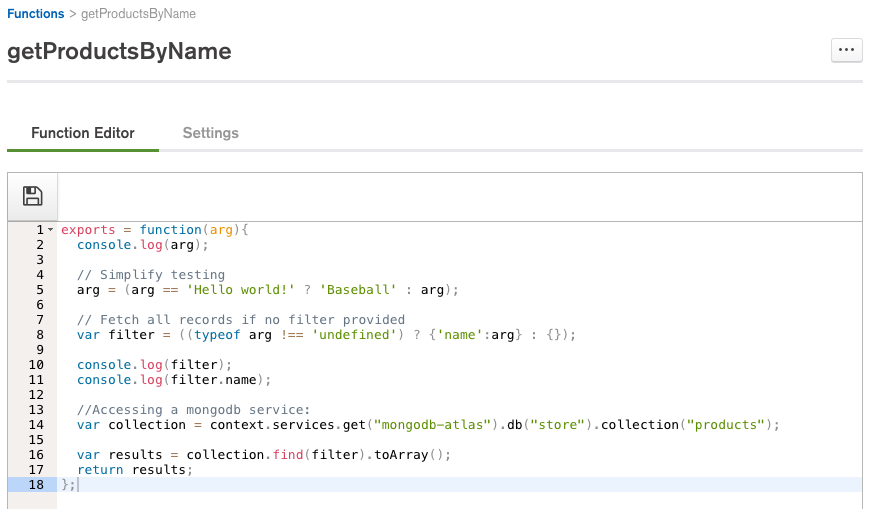 Functions > getProductsByName
getProductsByName
Function Editor
Settings
1 exports = function(arg){
2 console.log(arg);
3
4 // Simplify testing
5 arg = (arg == 'Hello world!' ? 'Baseball' : arg);
6
7 // Fetch all records if no filter provided
8 var filter = ((typeof arg !== 'undefined') ? {'name':arg} : {});
9
10 console.log(filter);
11 console.log(filter.name);
12
13 //Accessing a mongodb service:
14 var collection = context.services.get("mongodb-atlas").db("store").collection("products");
15
16 var results = collection.find(filter).toArray();
17 return results;
18 };